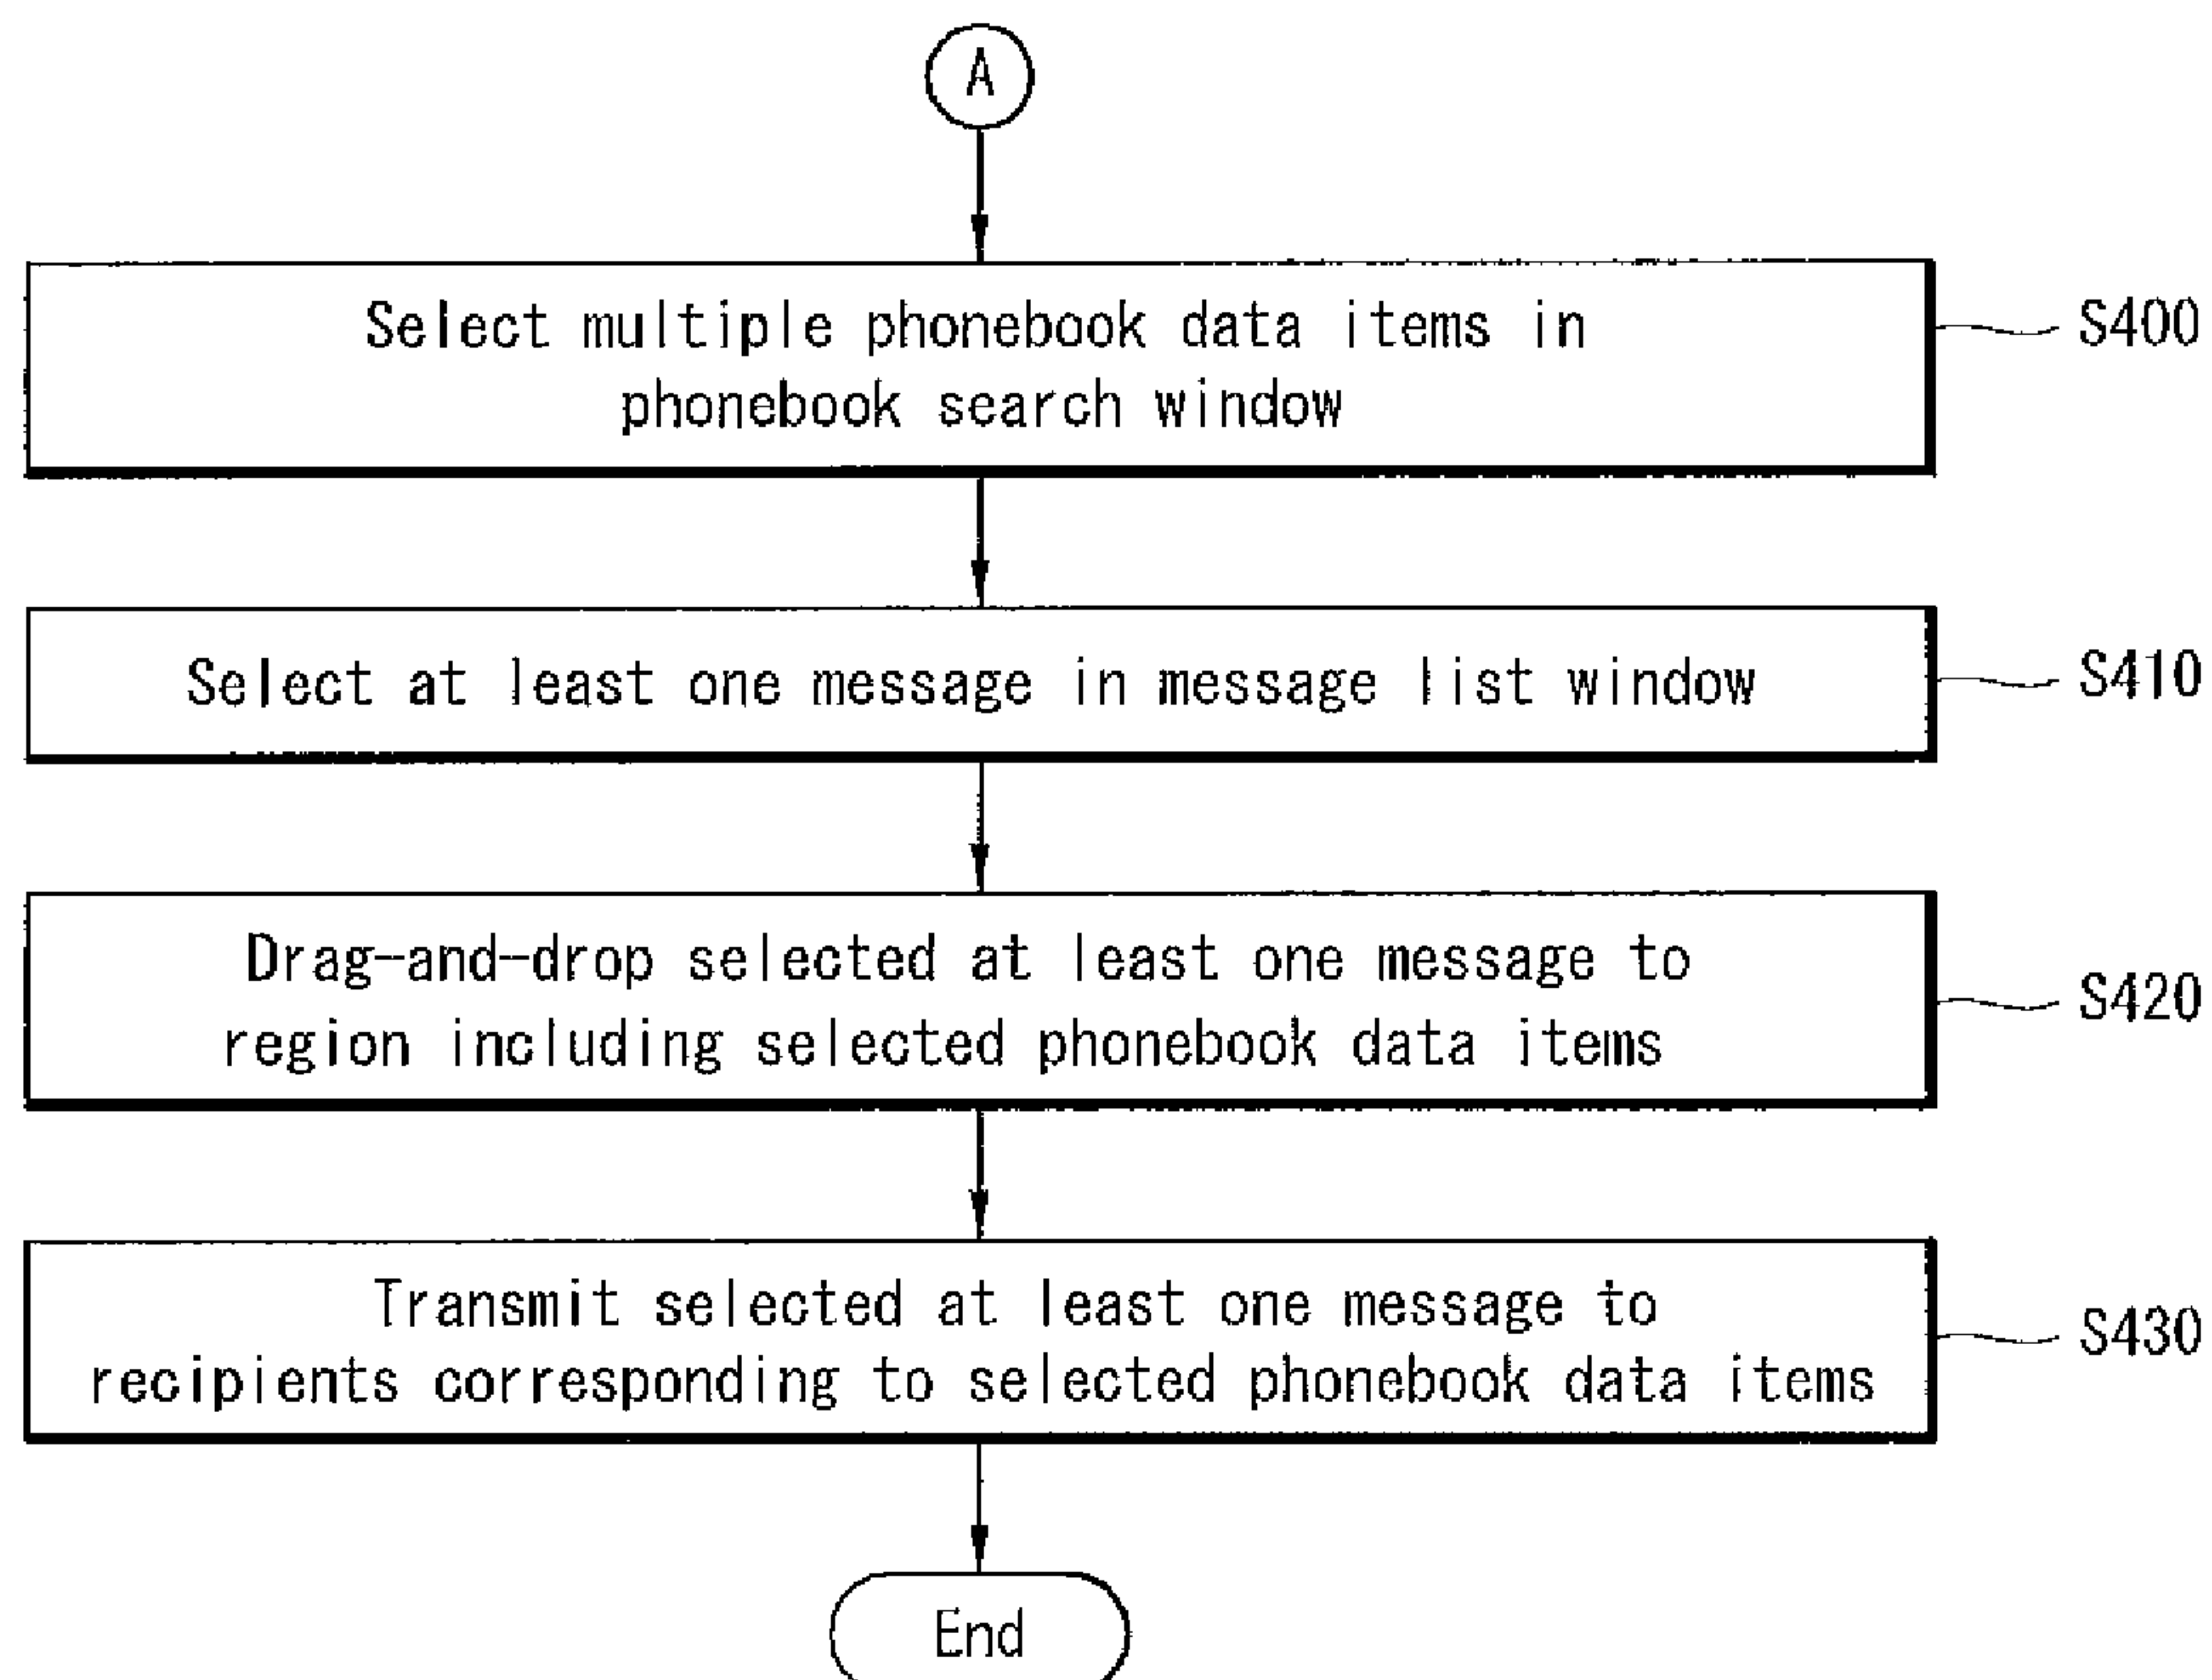 A
Select multiple phonebook data items in
phonebook search window
S400
Select at least one message in message list window
S410
Drag-and-drop selected at least one message to
region including selected phonebook data items
S420
Transmit selected at least one message to
recipients corresponding to selected phonebook data items
S430
End